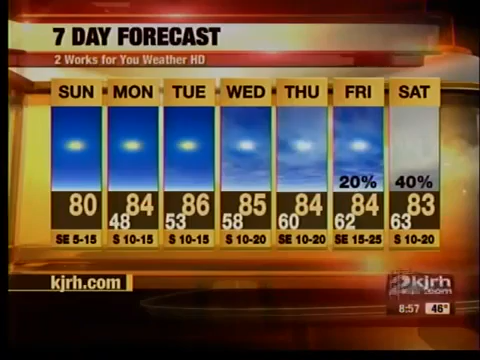 7 DAY FORECAST
2 Works for You Weather HD
SUN MON TUE WED THU FRI SAT
20% 40%
80 84 86 85 84 84 83
48 53 58 60 62 63
SE 5-15 S 10-15 S 10-15 S 10-20 SE 10-20 SE 15-25 S 10-20
kjrh.com
2kjrh
.com
8:57 46°